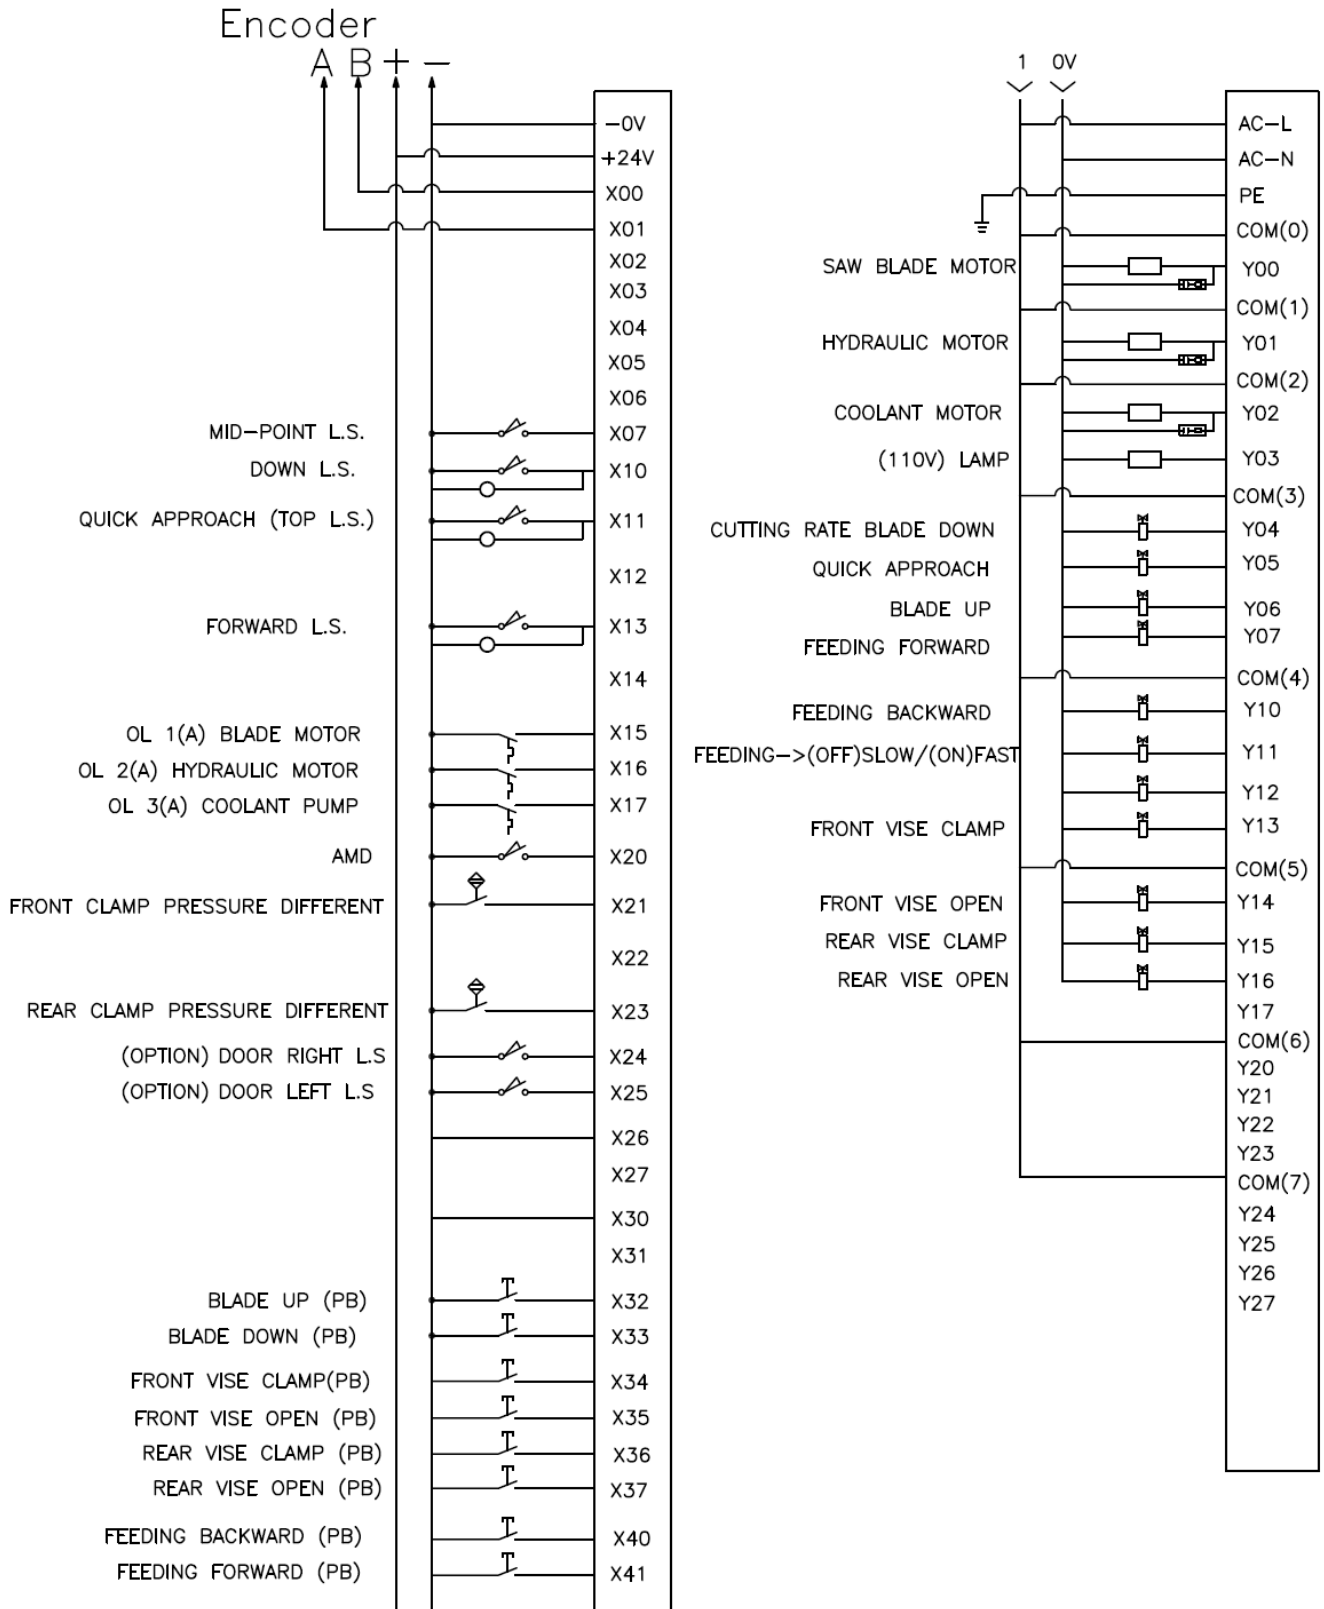 Encoder
A B + −
−0V
+24V
X00
X01
X02
X03
X04
X05
X06
MID−POINT L.S. X07
DOWN L.S. X10
QUICK APPROACH (TOP L.S.) X11
X12
FORWARD L.S. X13
X14
OL 1(A) BLADE MOTOR X15
OL 2(A) HYDRAULIC MOTOR X16
OL 3(A) COOLANT PUMP X17
AMD X20
FRONT CLAMP PRESSURE DIFFERENT X21
X22
REAR CLAMP PRESSURE DIFFERENT X23
(OPTION) DOOR RIGHT L.S X24
(OPTION) DOOR LEFT L.S X25
X26
X27
X30
X31
BLADE UP (PB) X32
BLADE DOWN (PB) X33
FRONT VISE CLAMP(PB) X34
FRONT VISE OPEN (PB) X35
REAR VISE CLAMP (PB) X36
REAR VISE OPEN (PB) X37
FEEDING BACKWARD (PB) X40
FEEDING FORWARD (PB) X41
1 0V
AC−L
AC−N
PE
COM(0)
SAW BLADE MOTOR Y00
COM(1)
HYDRAULIC MOTOR Y01
COM(2)
COOLANT MOTOR Y02
(110V) LAMP Y03
COM(3)
CUTTING RATE BLADE DOWN Y04
QUICK APPROACH Y05
BLADE UP Y06
FEEDING FORWARD Y07
COM(4)
FEEDING BACKWARD Y10
FEEDING−>(OFF)SLOW/(ON)FAST Y11
Y12
FRONT VISE CLAMP Y13
COM(5)
FRONT VISE OPEN Y14
REAR VISE CLAMP Y15
REAR VISE OPEN Y16
Y17
COM(6)
Y20
Y21
Y22
Y23
COM(7)
Y24
Y25
Y26
Y27